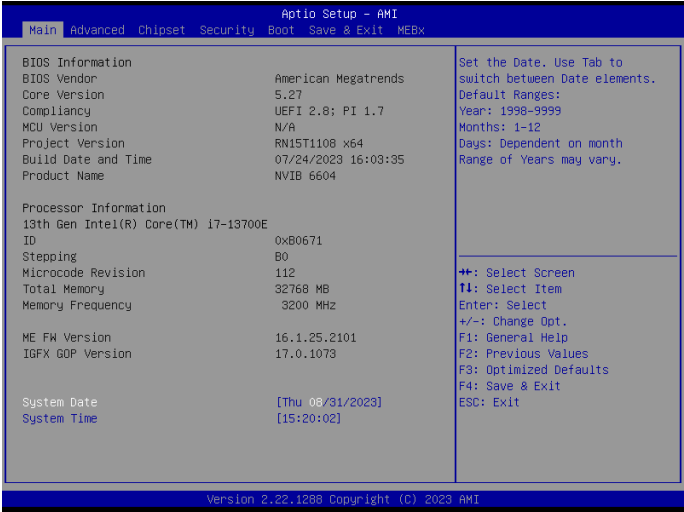 Aptio Setup – AMI
Main Advanced Chipset Security Boot Save & Exit MEBx
BIOS Information
BIOS Vendor American Megatrends
Core Version 5.27
Compliancy UEFI 2.8; PI 1.7
MCU Version N/A
Project Version RN15T1108 x64
Build Date and Time 07/24/2023 16:03:35
Product Name NVIB 6604
Processor Information
13th Gen Intel(R) Core(TM) i7-13700E
ID 0xB0671
Stepping B0
Microcode Revision 112
Total Memory 32768 MB
Memory Frequency 3200 MHz
ME FW Version 16.1.25.2101
IGFX GOP Version 17.0.1073
System Date [Thu 08/31/2023]
System Time [15:20:02]
Set the Date. Use Tab to
switch between Date elements.
Default Ranges:
Year: 1998-9999
Months: 1-12
Days: Dependent on month
Range of Years may vary.
→←: Select Screen
↑↓: Select Item
Enter: Select
+/-: Change Opt.
F1: General Help
F2: Previous Values
F3: Optimized Defaults
F4: Save & Exit
ESC: Exit
Version 2.22.1288 Copyright (C) 2023 AMI